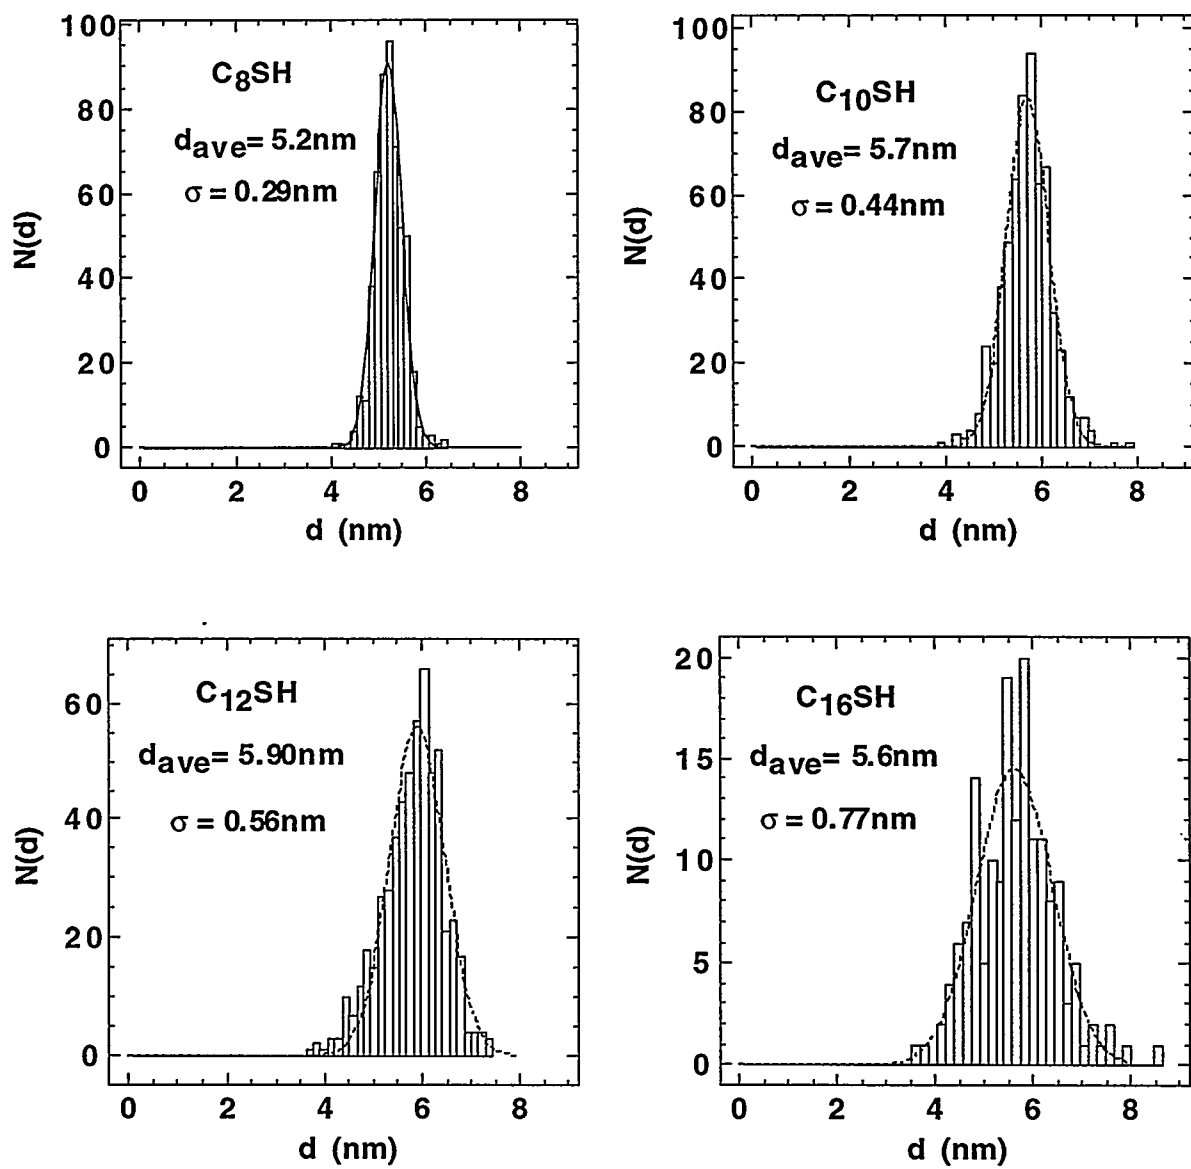 C8SH
dave= 5.2nm
σ = 0.29nm
N(d)
100
80
60
40
20
0
0 2 4 6 8
d (nm)
C10SH
dave= 5.7nm
σ = 0.44nm
N(d)
100
80
60
40
20
0
0 2 4 6 8
d (nm)
C12SH
dave= 5.90nm
σ = 0.56nm
N(d)
60
40
20
0
0 2 4 6 8
d (nm)
C16SH
dave= 5.6nm
σ = 0.77nm
N(d)
20
15
10
5
0
0 2 4 6 8
d (nm)